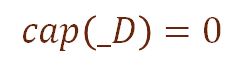 cap(_D) = 0